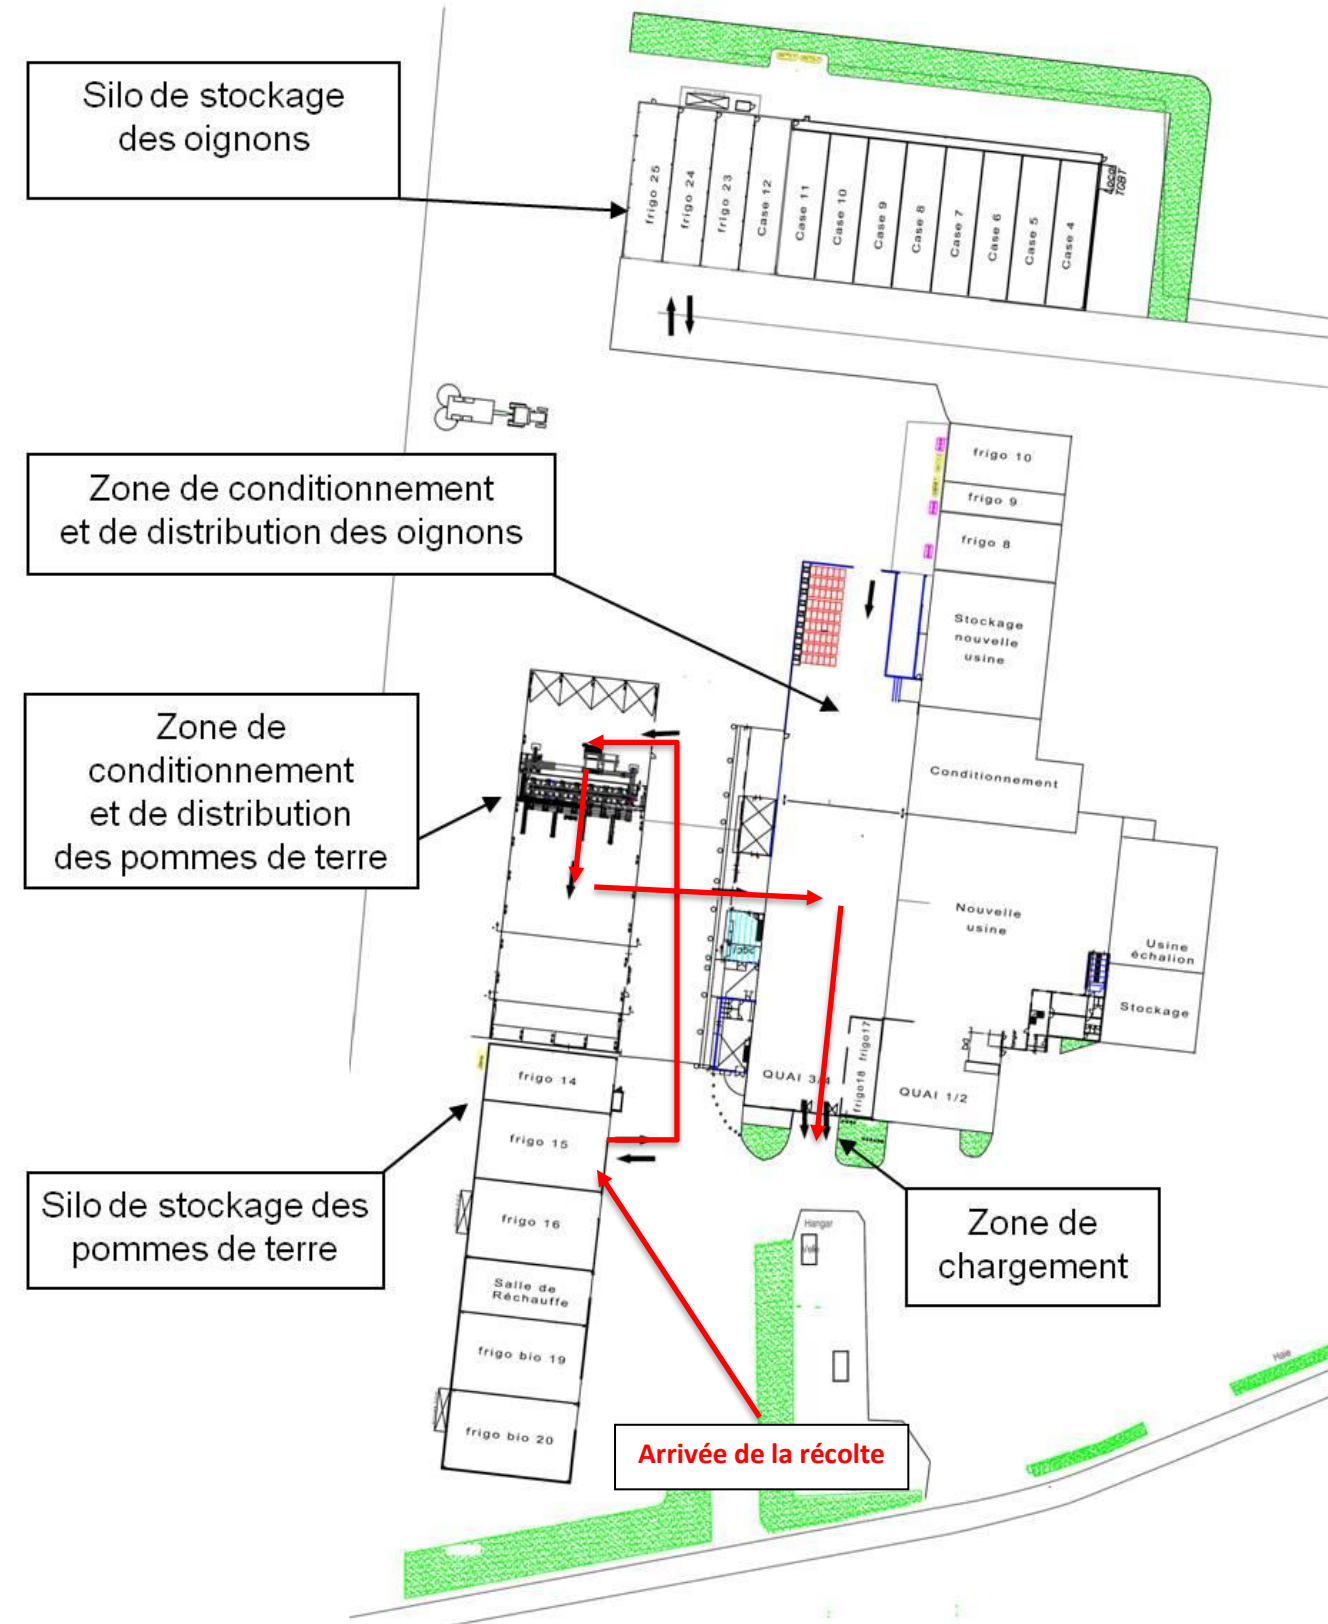 Silo de stockage
des oignons
frigo 25
frigo 24
frigo 23
Case 12
Case 11
Case 10
Case 9
Case 8
Case 7
Case 6
Case 5
Case 4
Local
TGBT
Zone de conditionnement
et de distribution des oignons
frigo 10
frigo 9
frigo 8
Stockage
nouvelle
usine
Zone de
conditionnement
et de distribution
des pommes de terre
Conditionnement
Nouvelle
usine
Usine
échalion
Stockage
frigo 14
frigo 15
frigo 16
Salle de
Réchauffe
frigo bio 19
frigo bio 20
QUAI 3/4
frigo18 frigo17
QUAI 1/2
Silo de stockage des
pommes de terre
Zone de
chargement
Hangar
Haie
Arrivée de la récolte